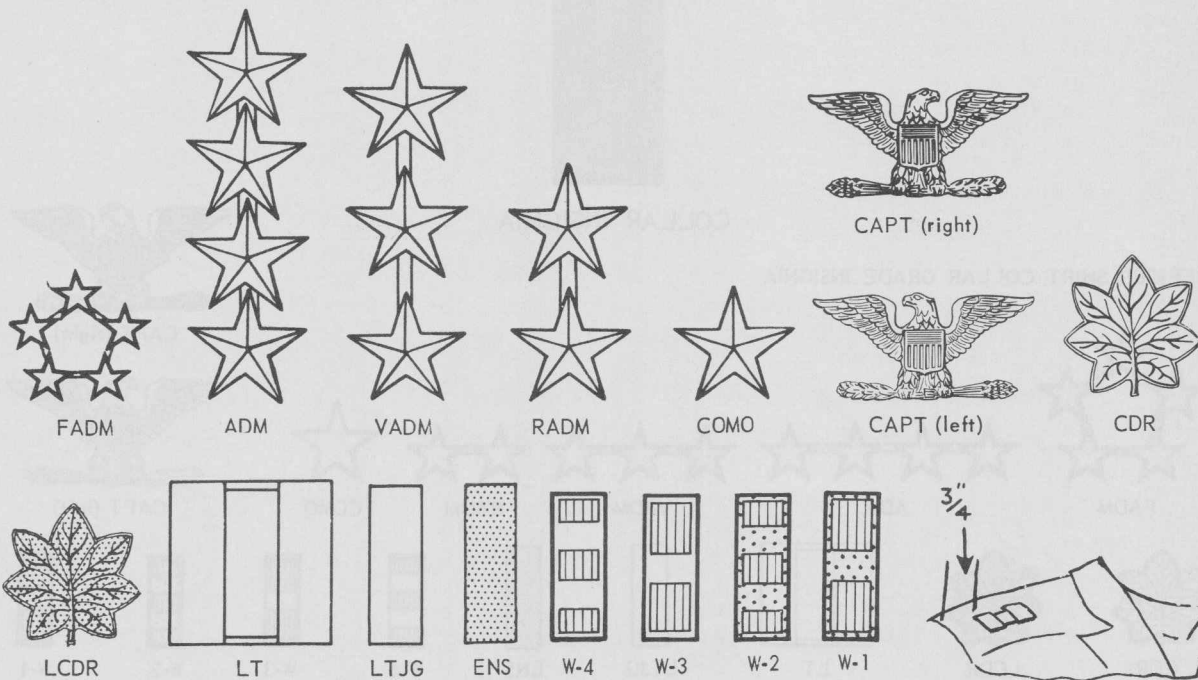 CAPT (right)
FADM
ADM
VADM
RADM
COMO
CAPT (left)
CDR
3/4"
LCDR
LT
LTJG
ENS
W-4
W-3
W-2
W-1